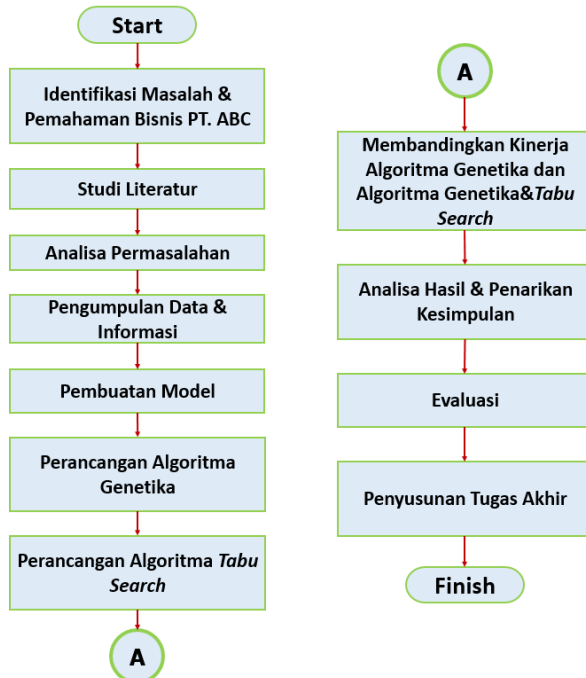 Start
Identifikasi Masalah &
Pemahaman Bisnis PT. ABC
Studi Literatur
Analisa Permasalahan
Pengumpulan Data &
Informasi
Pembuatan Model
Perancangan Algoritma
Genetika
Perancangan Algoritma Tabu
Search
A
A
Membandingkan Kinerja
Algoritma Genetika dan
Algoritma Genetika&Tabu
Search
Analisa Hasil & Penarikan
Kesimpulan
Evaluasi
Penyusunan Tugas Akhir
Finish